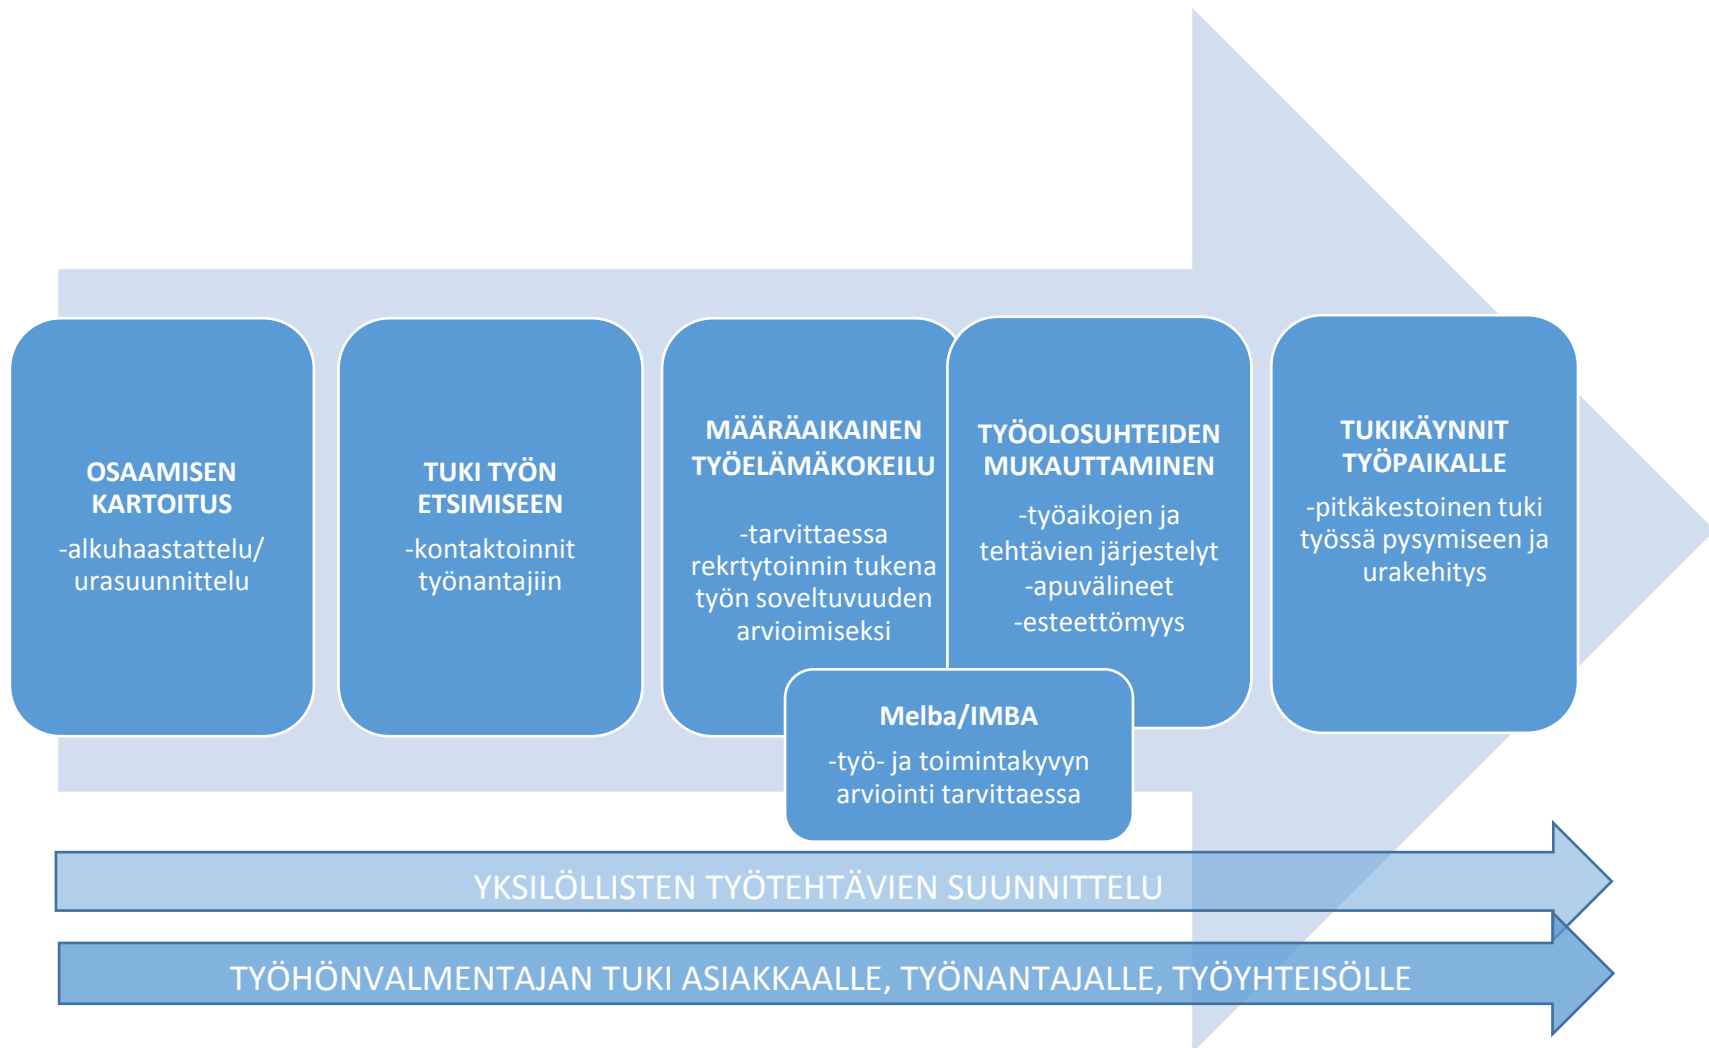 OSAAMISEN
KARTOITUS
-alkuhaastattelu/
urasuunnittelu
TUKI TYÖN
ETSIMISEEN
-kontaktoinnit
työnantajiin
MÄÄRÄAIKAINEN
TYÖELÄMÄKOKEILU
-tarvittaessa
rekrtytoinnin tukena
työn soveltuvuuden
arvioimiseksi
TYÖOLOSUHTEIDEN
MUKAUTTAMINEN
-työaikojen ja
tehtävien järjestelyt
-apuvälineet
-esteettömyys
TUKIKÄYNNIT
TYÖPAIKALLE
-pitkäkestoinen tuki
työssä pysymiseen ja
urakehitys
Melba/IMBA
-työ- ja toimintakyvyn
arviointi tarvittaessa
YKSILÖLLISTEN TYÖTEHTÄVIEN SUUNNITTELU
TYÖHÖNVALMENTAJAN TUKI ASIAKKAALLE, TYÖNANTAJALLE, TYÖYHTEISÖLLE